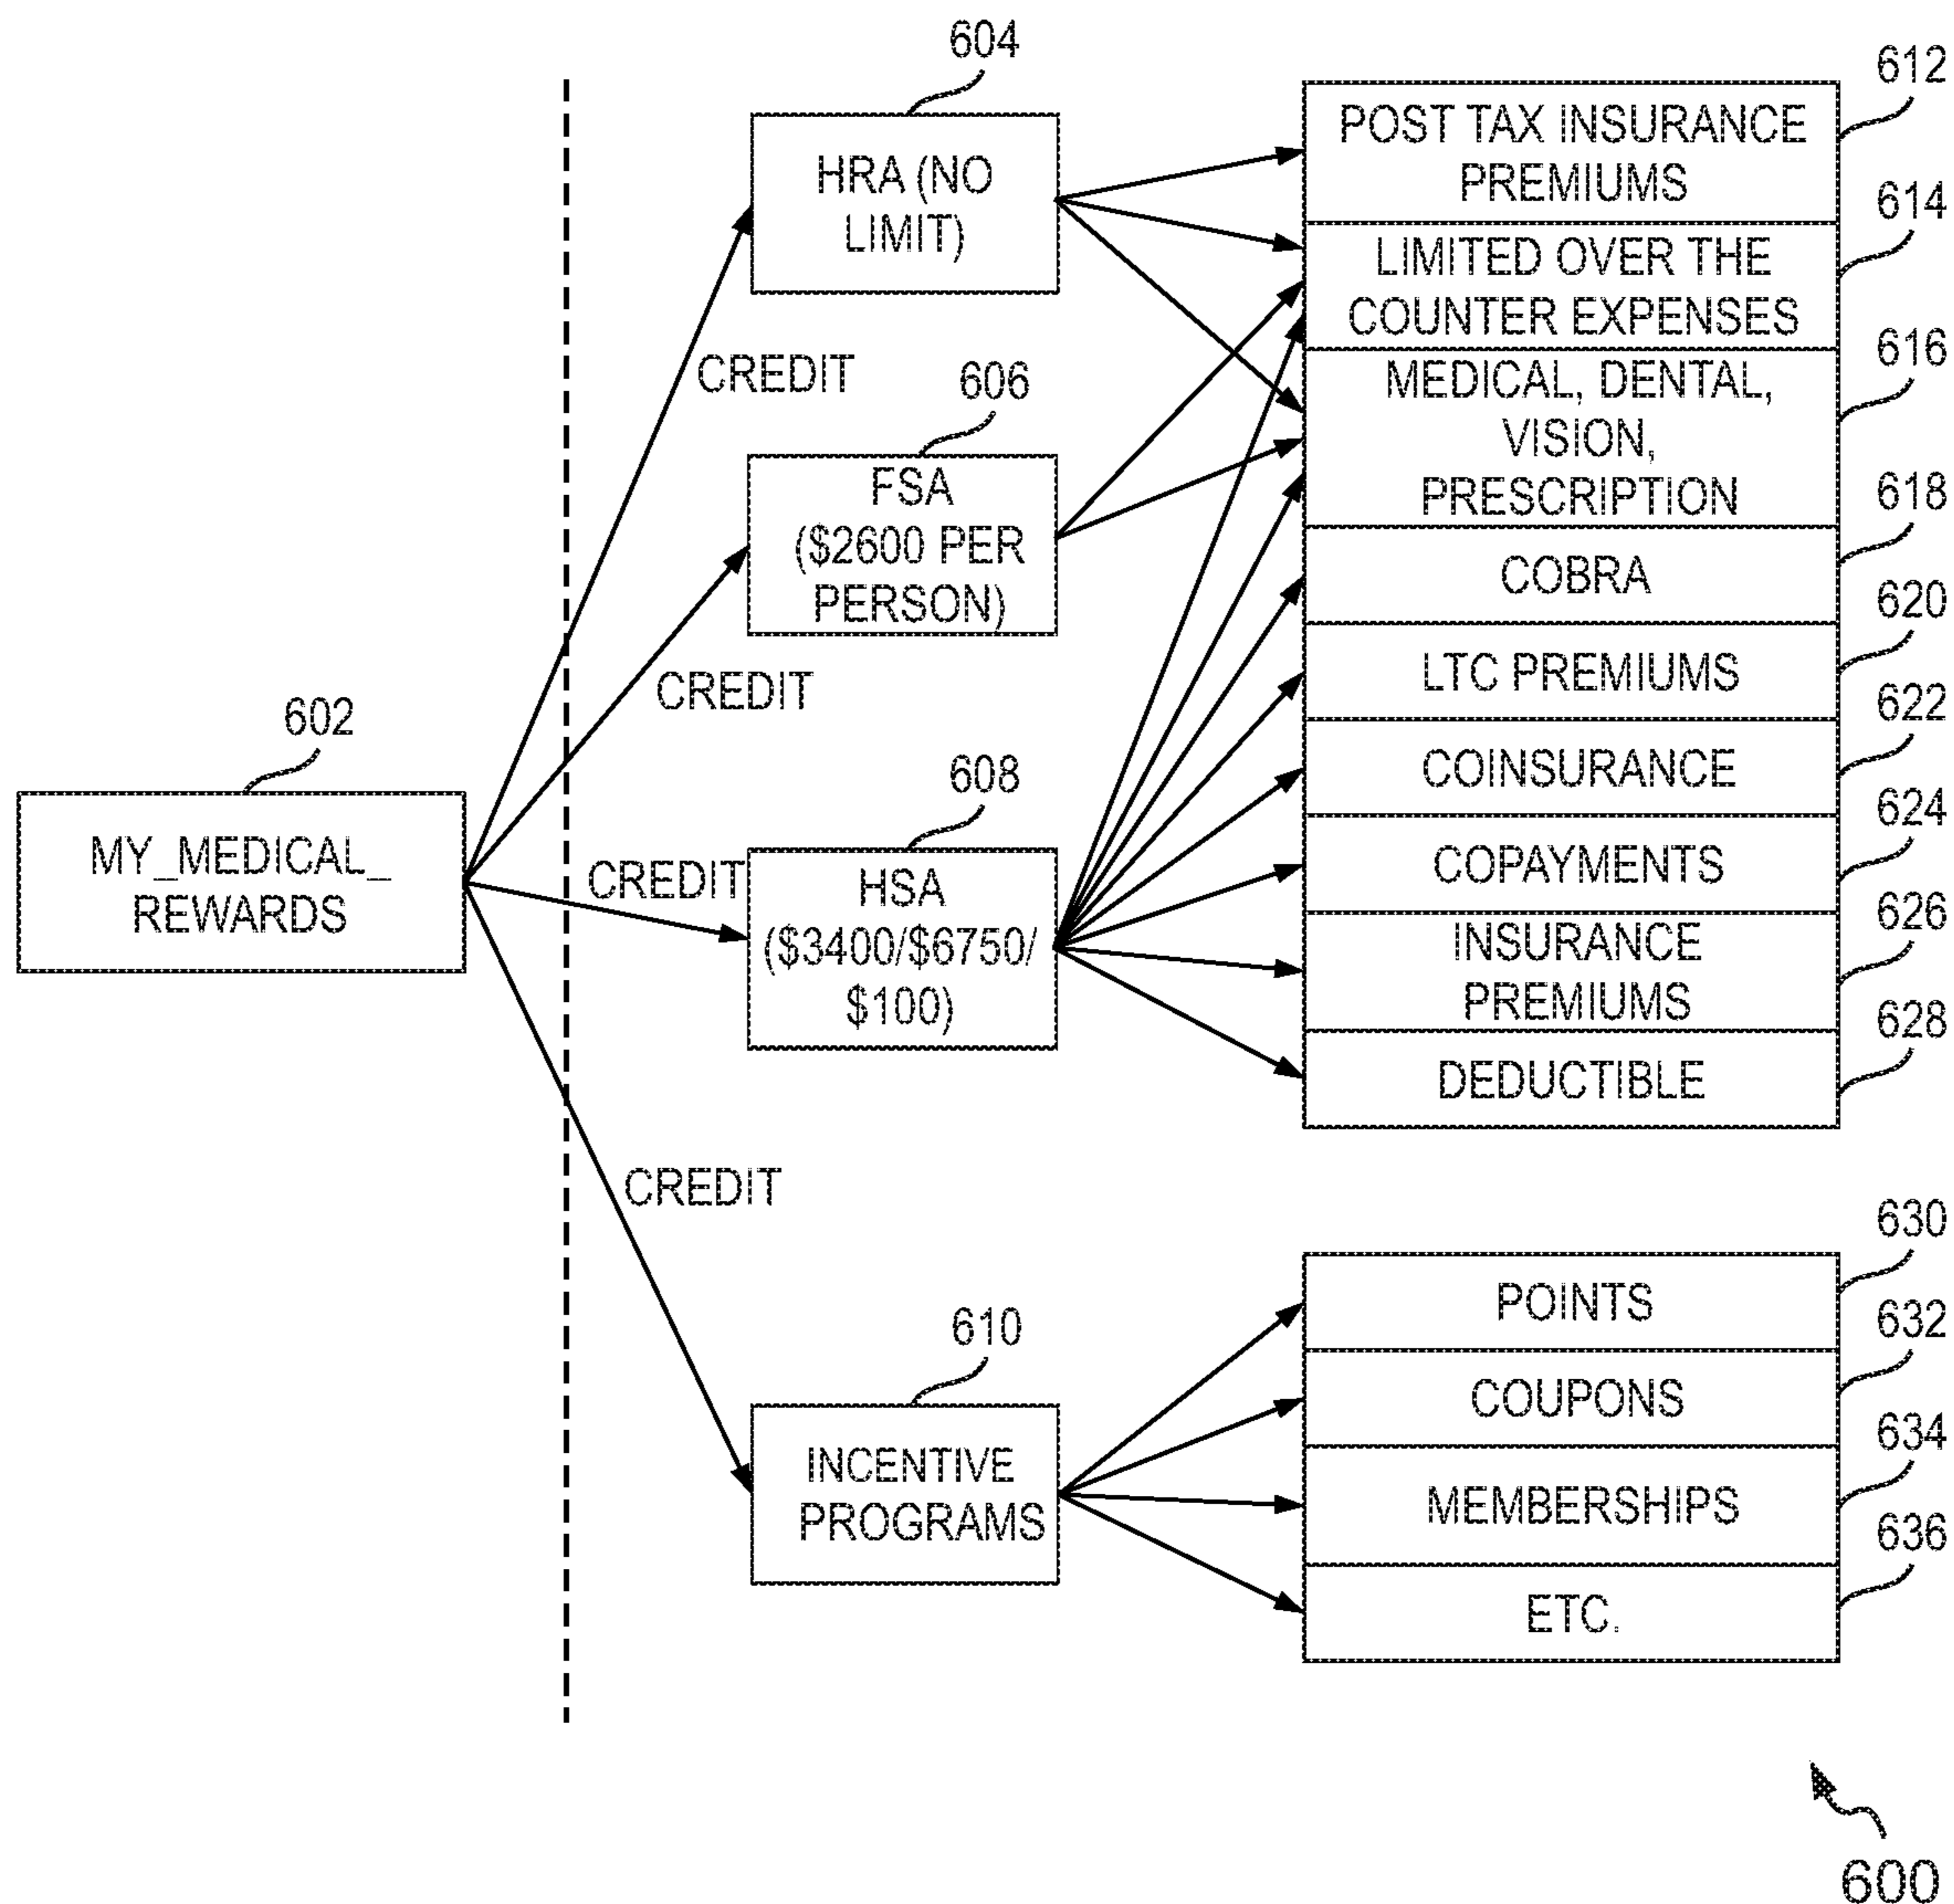 604
HRA (NO
LIMIT)
CREDIT
606
FSA
($2600 PER
PERSON)
CREDIT
602
MY_MEDICAL_
REWARDS
608
CREDIT
HSA
($3400/$6750/
$100)
CREDIT
610
INCENTIVE
PROGRAMS
612
POST TAX INSURANCE
PREMIUMS
614
LIMITED OVER THE
COUNTER EXPENSES
616
MEDICAL, DENTAL,
VISION,
PRESCRIPTION
618
COBRA
620
LTC PREMIUMS
622
COINSURANCE
624
COPAYMENTS
626
INSURANCE
PREMIUMS
628
DEDUCTIBLE
630
POINTS
632
COUPONS
634
MEMBERSHIPS
636
ETC.
600